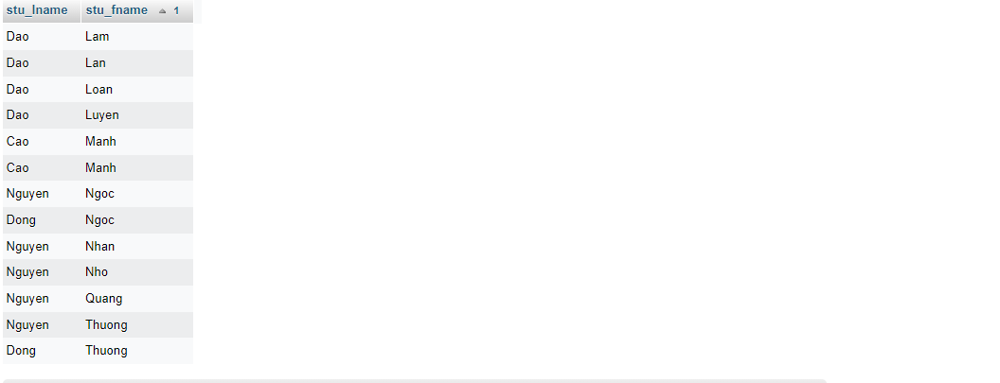 stu_lname stu_fname 1
Dao Lam
Dao Lan
Dao Loan
Dao Luyen
Cao Manh
Cao Manh
Nguyen Ngoc
Dong Ngoc
Nguyen Nhan
Nguyen Nho
Nguyen Quang
Nguyen Thuong
Dong Thuong